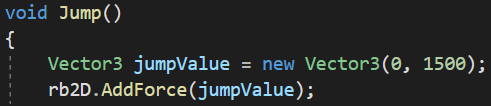 void Jump()
{
Vector3 jumpValue = new Vector3(0, 1500);
rb2D.AddForce(jumpValue);